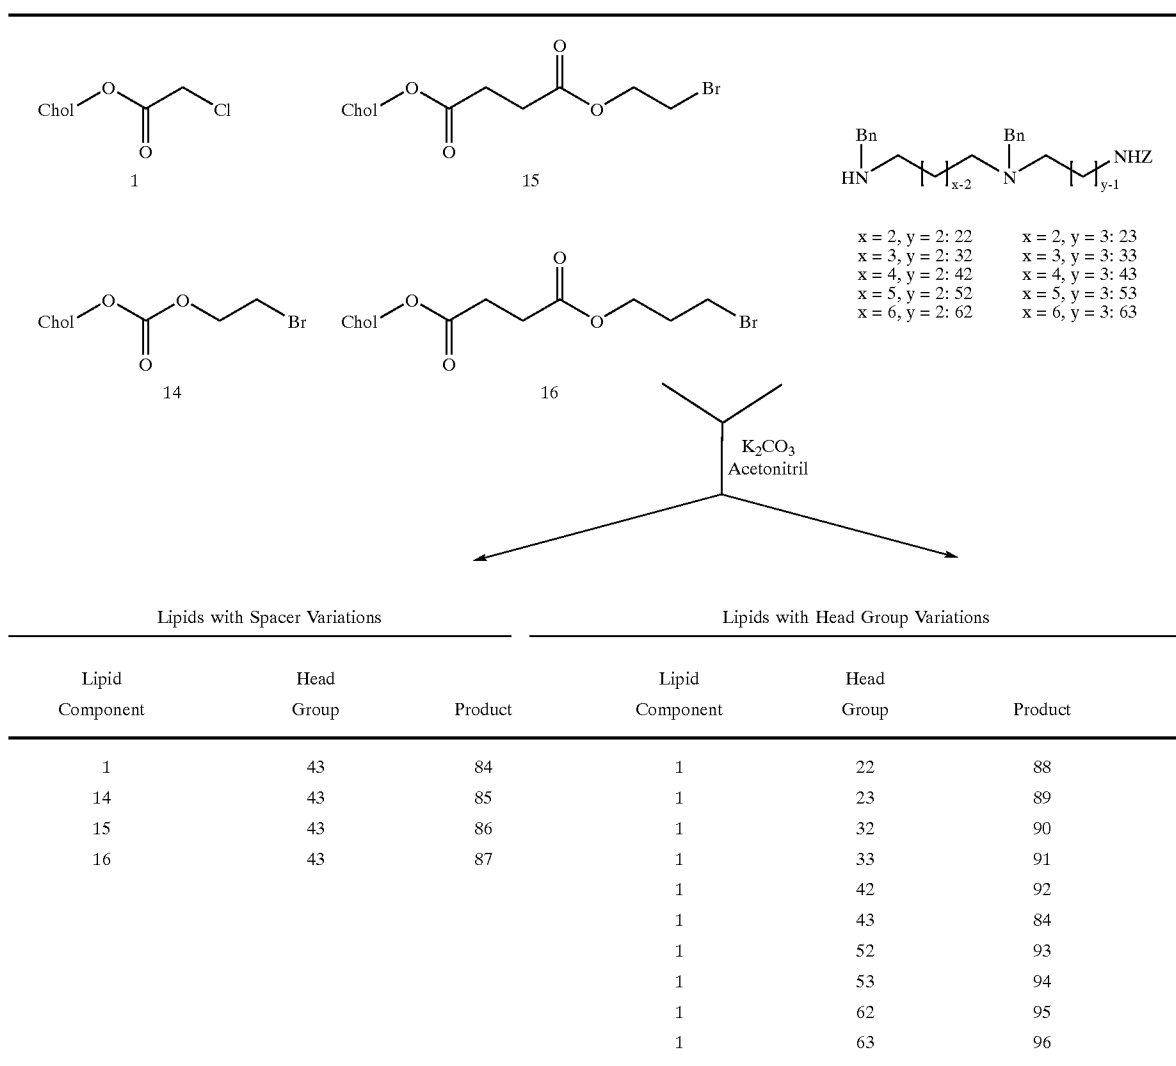 O
Chol
O
Cl
O
1
O
Chol
O
O
Br
O
15
Bn
Bn
HN
x-2
N
y-1
NHZ
x = 2, y = 2: 22 x = 2, y = 3: 23
x = 3, y = 2: 32 x = 3, y = 3: 33
x = 4, y = 2: 42 x = 4, y = 3: 43
x = 5, y = 2: 52 x = 5, y = 3: 53
x = 6, y = 2: 62 x = 6, y = 3: 63
Chol
O
O
Br
O
14
O
Chol
O
O
Br
O
16
K2CO3
Acetonitril
Lipids with Spacer Variations Lipids with Head Group Variations
Lipid Head Lipid Head
Component Group Product Component Group Product
1 43 84 1 22 88
14 43 85 1 23 89
15 43 86 1 32 90
16 43 87 1 33 91
1 42 92
1 43 84
1 52 93
1 53 94
1 62 95
1 63 96